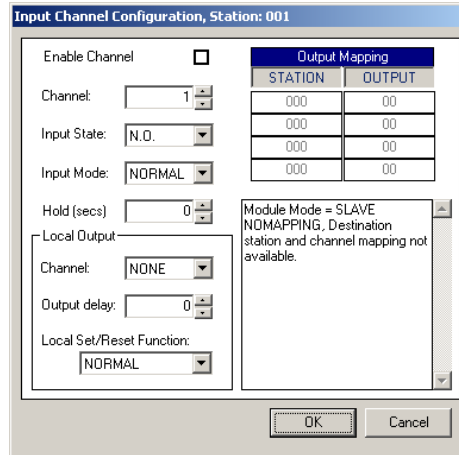 Input Channel Configuration, Station: 001
Enable Channel
Channel: 1
Input State: N.O.
Input Mode: NORMAL
Hold (secs) 0
Local Output
Channel: NONE
Output delay: 0
Local Set/Reset Function:
NORMAL
Output Mapping
STATION OUTPUT
000 00
000 00
000 00
000 00
Module Mode = SLAVE
NOMAPPING, Destination
station and channel mapping not
available.
OK Cancel